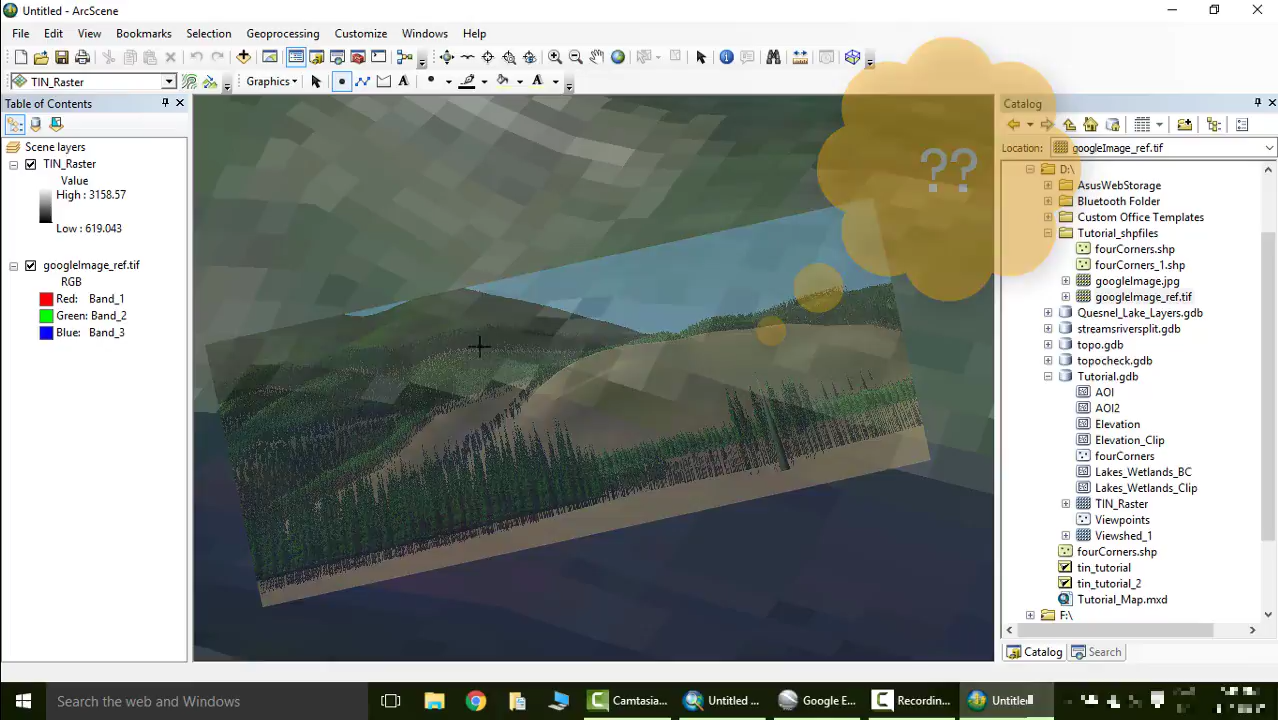 Untitled - ArcScene
File Edit View Bookmarks Selection Geoprocessing Customize Windows Help
TIN_Raster
Graphics
A
A
Table of Contents
Scene layers
TIN_Raster
Value
High : 3158.57
Low : 619.043
googleImage_ref.tif
RGB
Red: Band_1
Green: Band_2
Blue: Band_3
??
Catalog
Location: googleImage_ref.tif
D:\
AsusWebStorage
Bluetooth Folder
Custom Office Templates
Tutorial_shpfiles
fourCorners.shp
fourCorners_1.shp
googleImage.jpg
googleImage_ref.tif
Quesnel_Lake_Layers.gdb
streamsriversplit.gdb
topo.gdb
topocheck.gdb
Tutorial.gdb
AOI
AOI2
Elevation
Elevation_Clip
fourCorners
Lakes_Wetlands_BC
Lakes_Wetlands_Clip
TIN_Raster
Viewpoints
Viewshed_1
fourCorners.shp
tin_tutorial
tin_tutorial_2
Tutorial_Map.mxd
F:\
Catalog Search
Search the web and Windows
Camtasia...
Untitled ...
Google E...
Recordin...